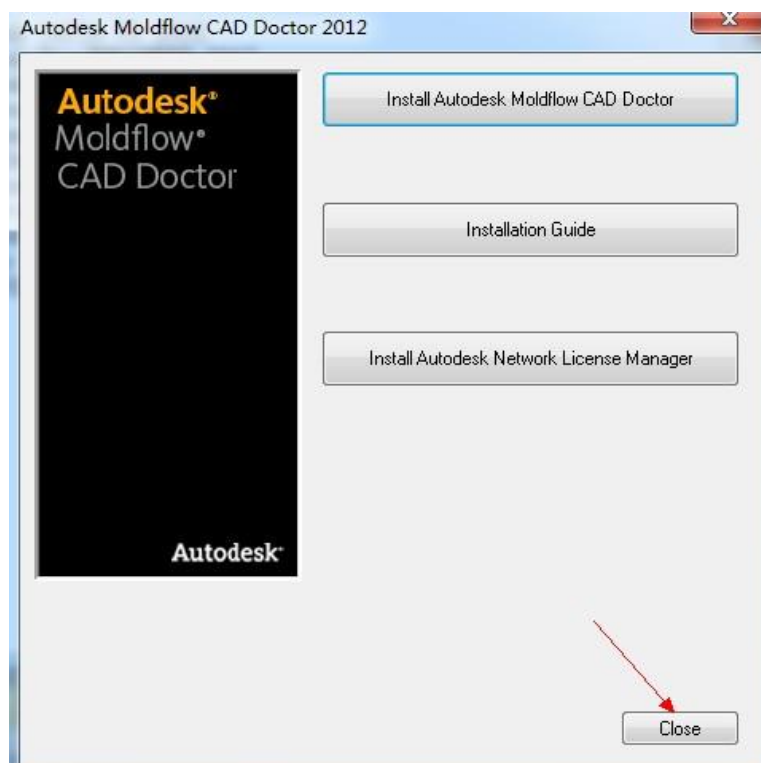 Autodesk Moldflow CAD Doctor 2012
Autodesk®
Moldflow®
CAD Doctor
Install Autodesk Moldflow CAD Doctor
Installation Guide
Install Autodesk Network License Manager
Autodesk
Close